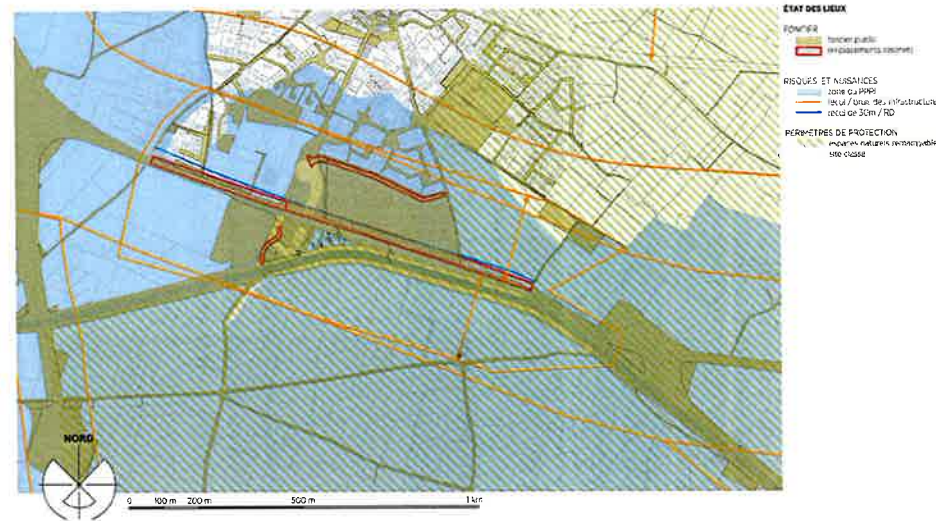 ÉTAT DES LIEUX
FONCIER
foncier public
emplacements réservés
RISQUES ET NUISANCES
zone du PPRI
recul / bruit des infrastructures
recul de 30m / RD
PÉRIMÈTRES DE PROTECTION
espaces naturels remarquables
site classé
NORD
0 100 m 200 m 500 m 1 km